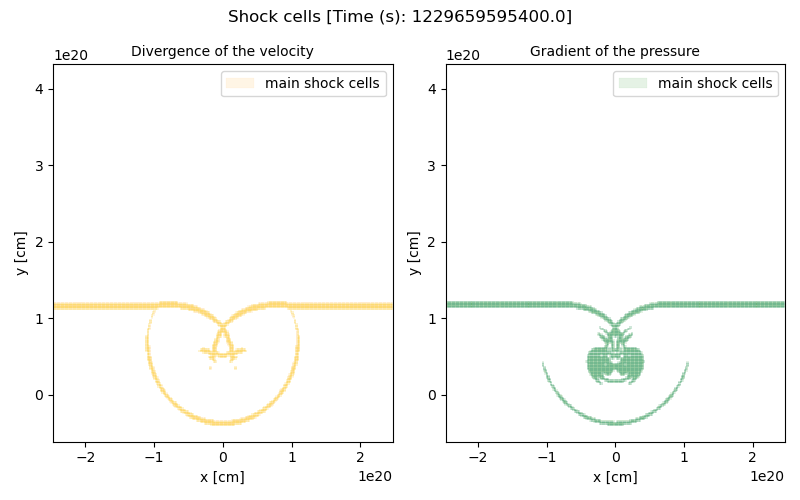 Shock cells [Time (s): 1229659595400.0]
Divergence of the velocity
1e20
main shock cells
4
3
2
1
0
y [cm]
−2
−1
0
1
2
x [cm]
1e20
Gradient of the pressure
1e20
main shock cells
4
3
2
1
0
y [cm]
−2
−1
0
1
2
x [cm]
1e20